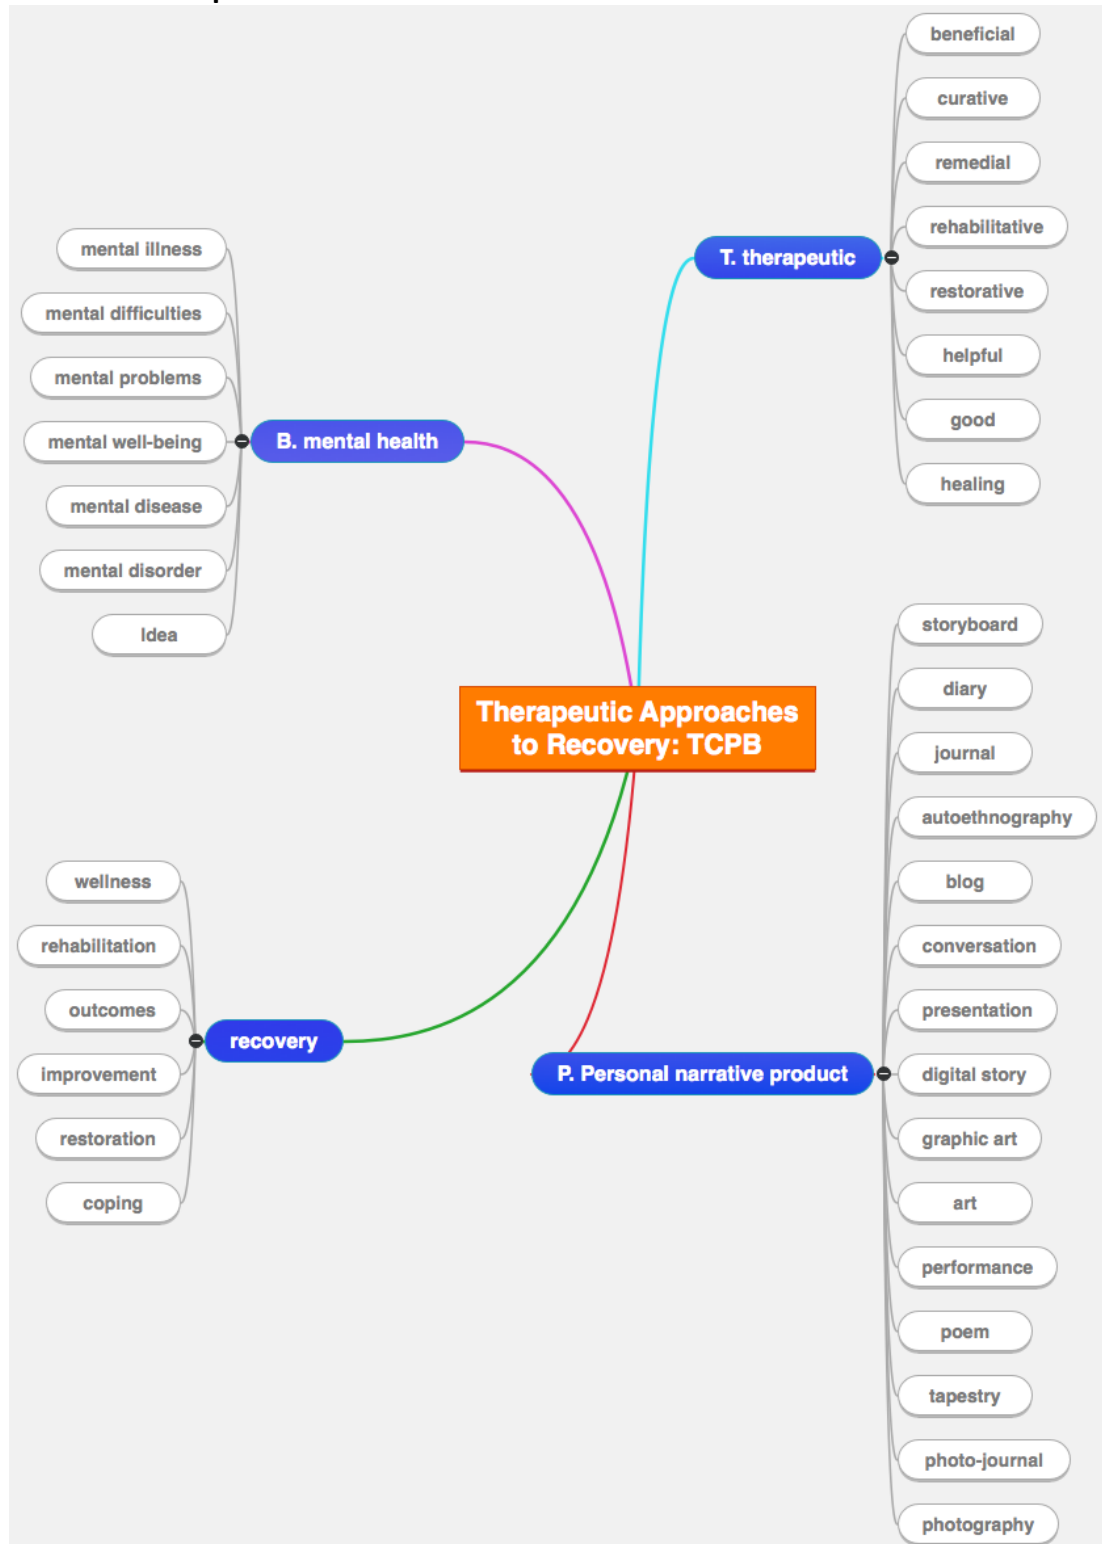 beneficial
curative
remedial
rehabilitative
restorative
helpful
good
healing
T. therapeutic
mental illness
mental difficulties
mental problems
mental well-being
mental disease
mental disorder
Idea
B. mental health
Therapeutic Approaches
to Recovery: TCPB
wellness
rehabilitation
outcomes
improvement
restoration
coping
recovery
P. Personal narrative product
storyboard
diary
journal
autoethnography
blog
conversation
presentation
digital story
graphic art
art
performance
poem
tapestry
photo-journal
photography